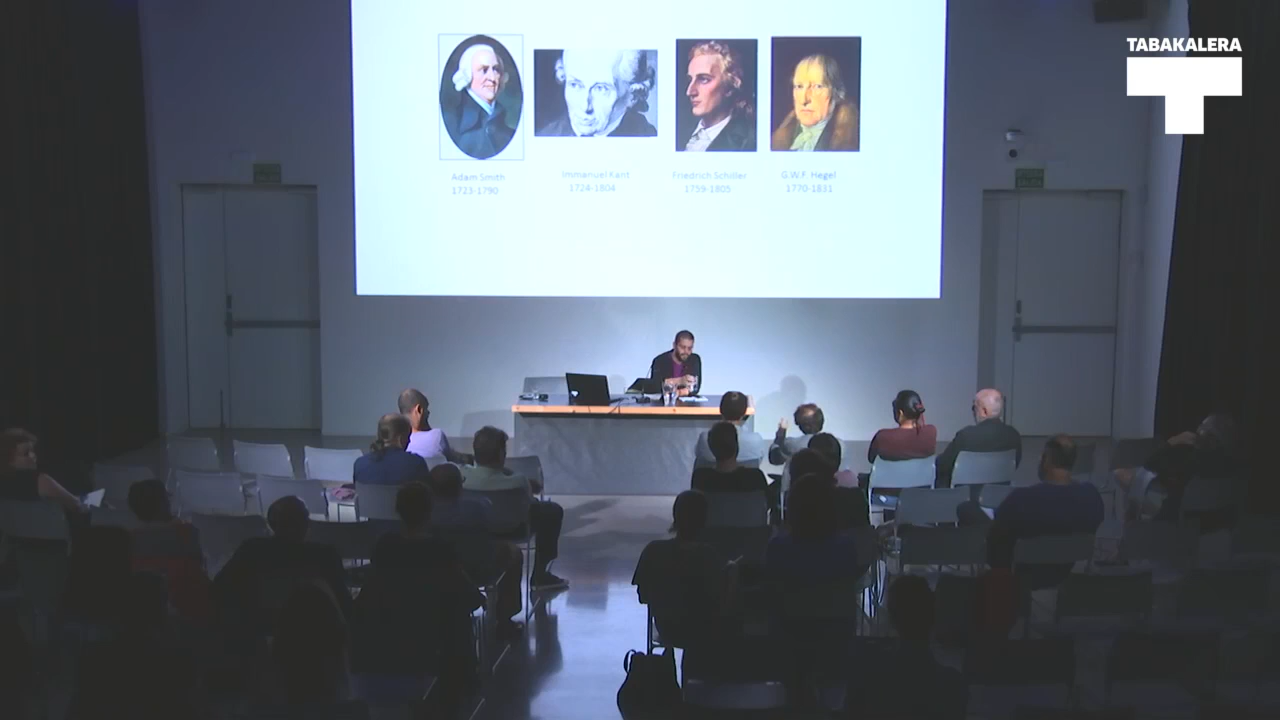 TABAKALERA
Adam Smith
1723-1790
Immanuel Kant
1724-1804
Friedrich Schiller
1759-1805
G.W.F. Hegel
1770-1831